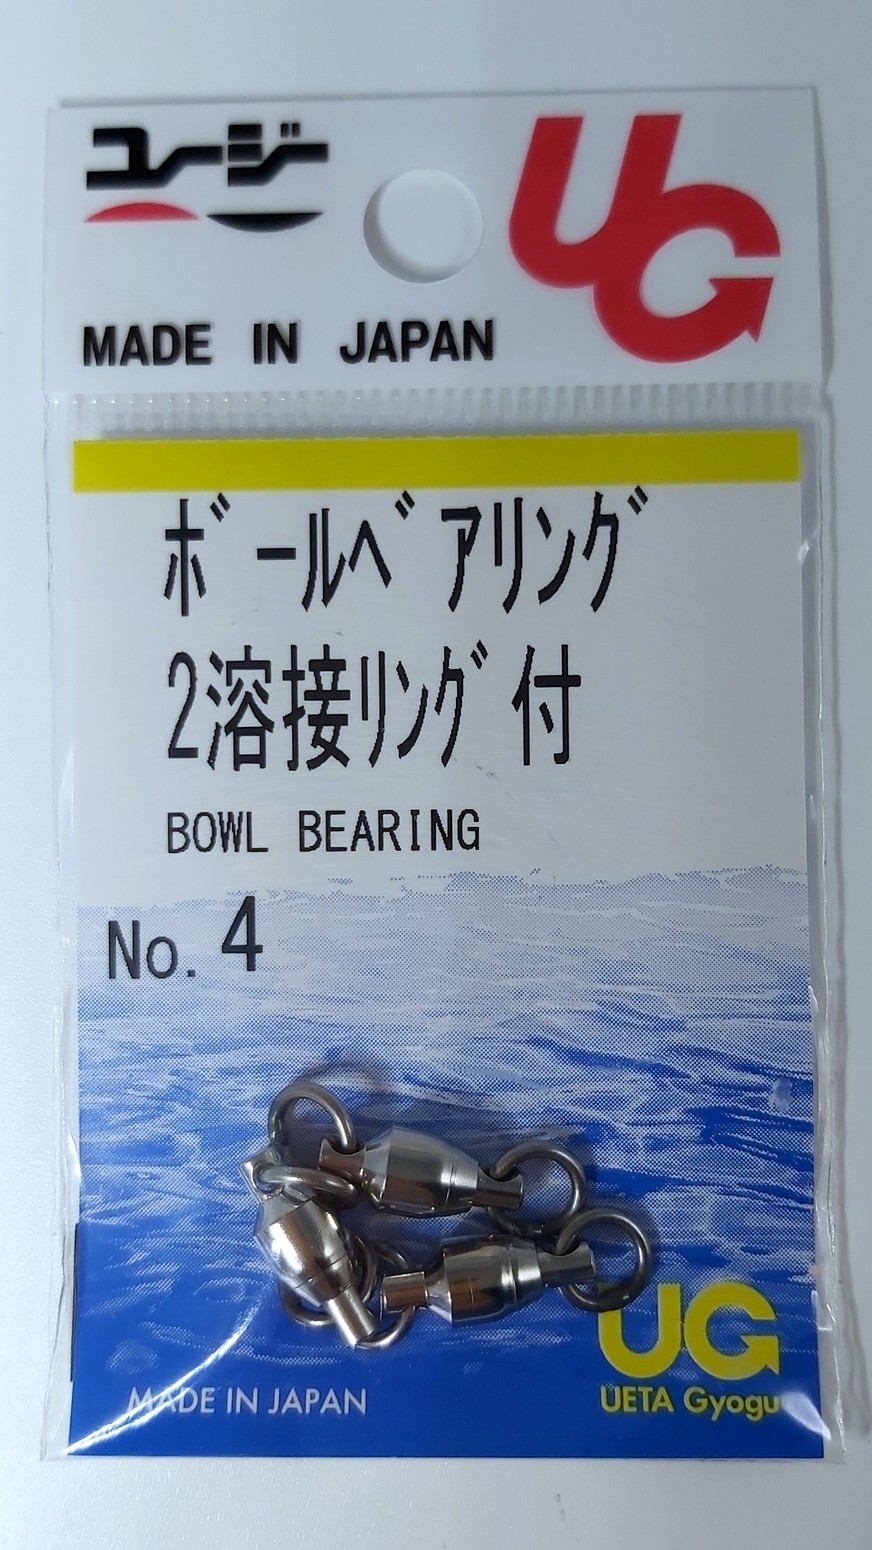 ユージー
UG
MADE IN JAPAN
ﾎﾞｰﾙﾍﾞｱﾘﾝｸﾞ
2溶接ﾘﾝｸﾞ付
BOWL BEARING
No. 4
UG
MADE IN JAPAN
UETA Gyogu